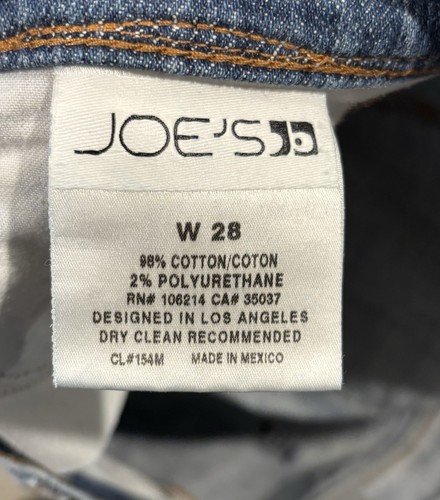 JOE'S
W 28
98% COTTON/COTON
2% POLYURETHANE
RN# 106214 CA# 35037
DESIGNED IN LOS ANGELES
DRY CLEAN RECOMMENDED
CL#154M MADE IN MEXICO